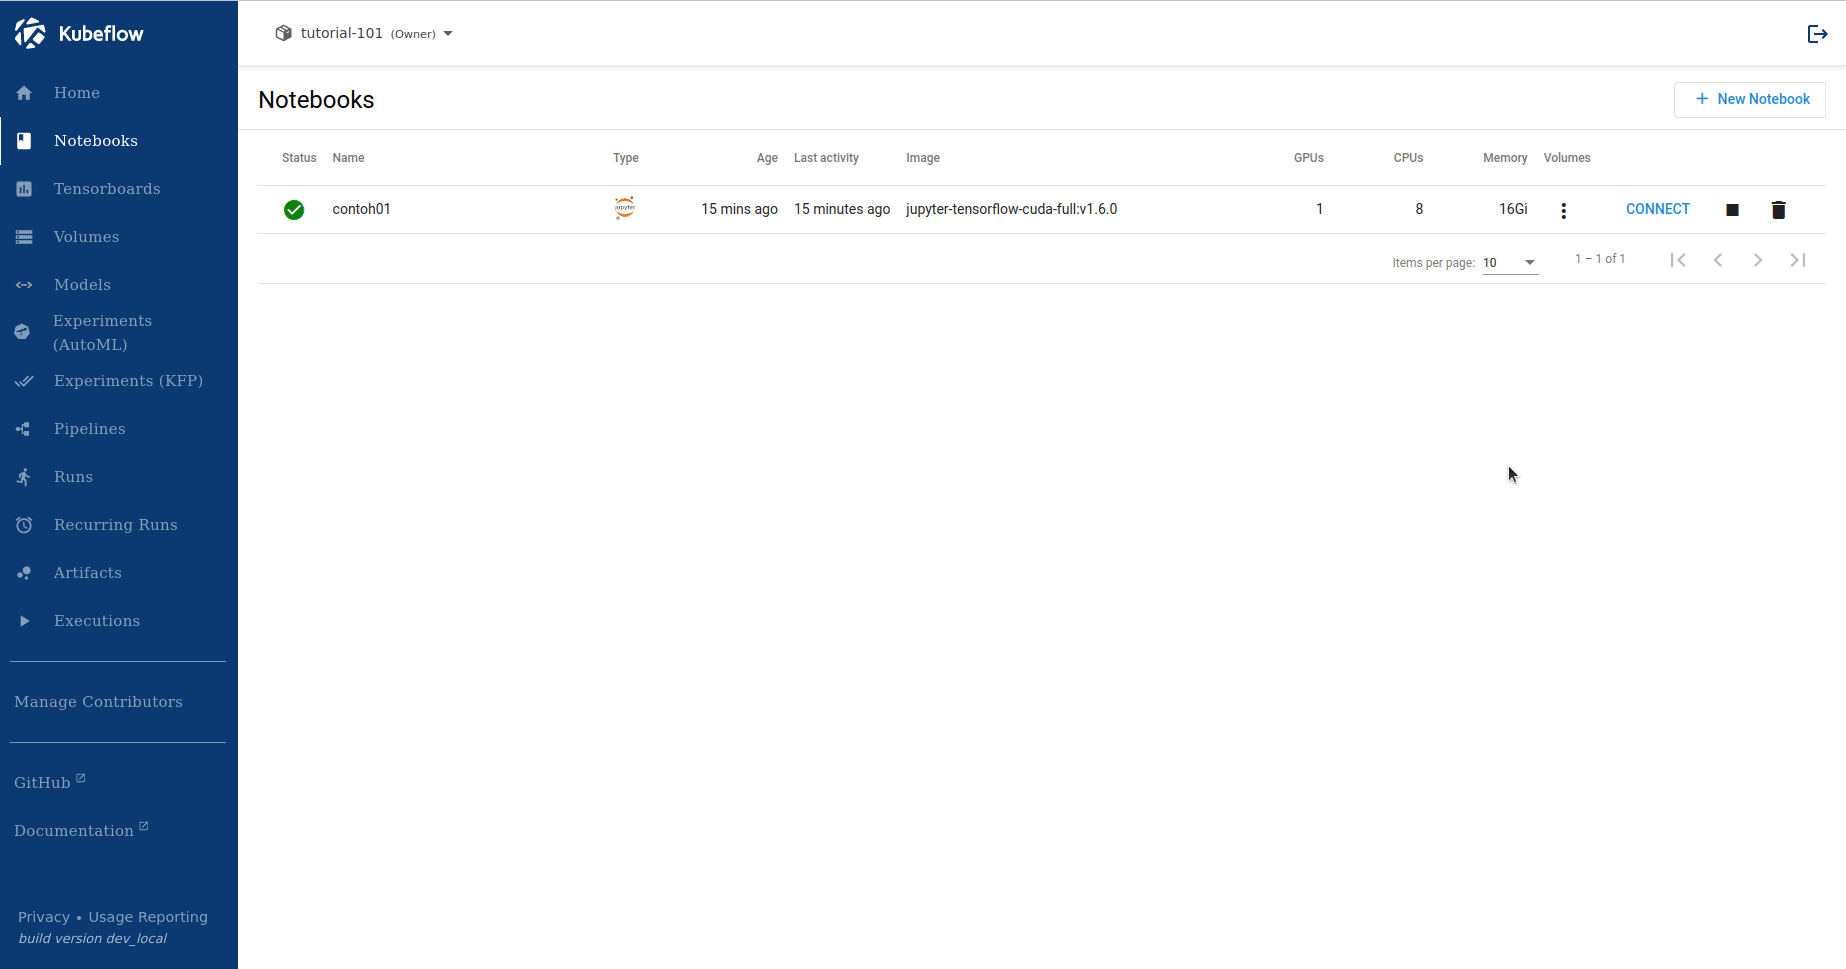 Kubeflow
tutorial-101 (Owner)
Home
Notebooks
Tensorboards
Volumes
Models
Experiments
(AutoML)
Experiments (KFP)
Pipelines
Runs
Recurring Runs
Artifacts
Executions
Manage Contributors
GitHub
Documentation
Privacy • Usage Reporting
build version dev_local
Notebooks
+ New Notebook
Status Name Type Age Last activity Image GPUs CPUs Memory Volumes
contoh01 jupyter 15 mins ago 15 minutes ago jupyter-tensorflow-cuda-full:v1.6.0 1 8 16Gi CONNECT
Items per page: 10 1 – 1 of 1